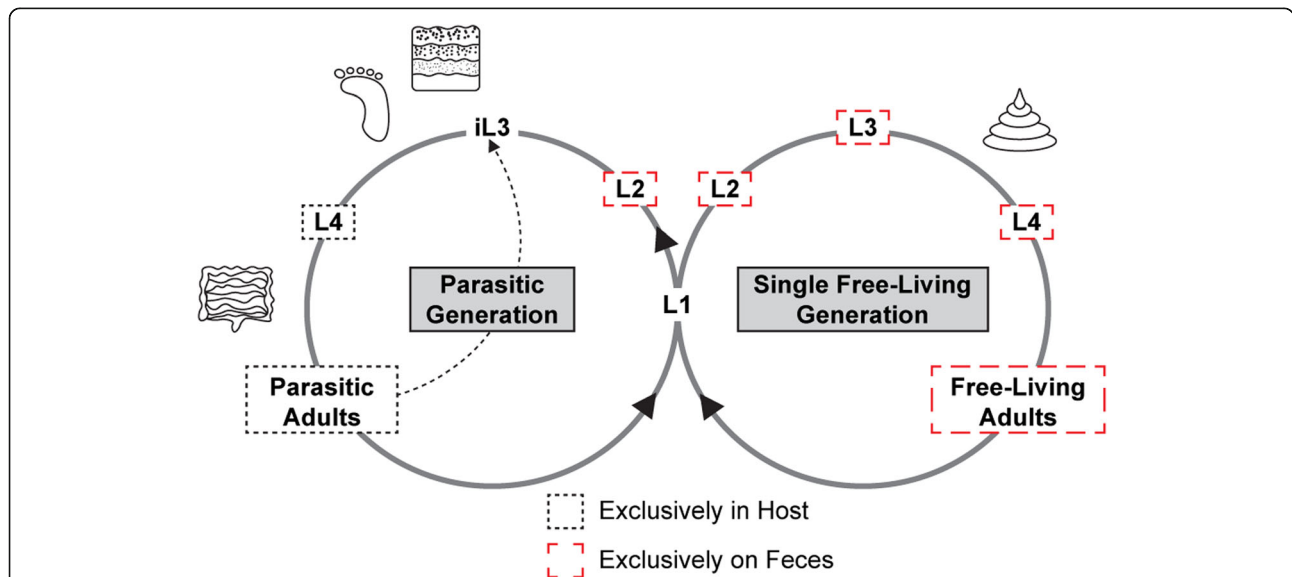 iL3
L3
L2
L2
L4
L4
Parasitic
Generation
L1
Single Free-Living
Generation
Parasitic
Adults
Free-Living
Adults
Exclusively in Host
Exclusively on Feces